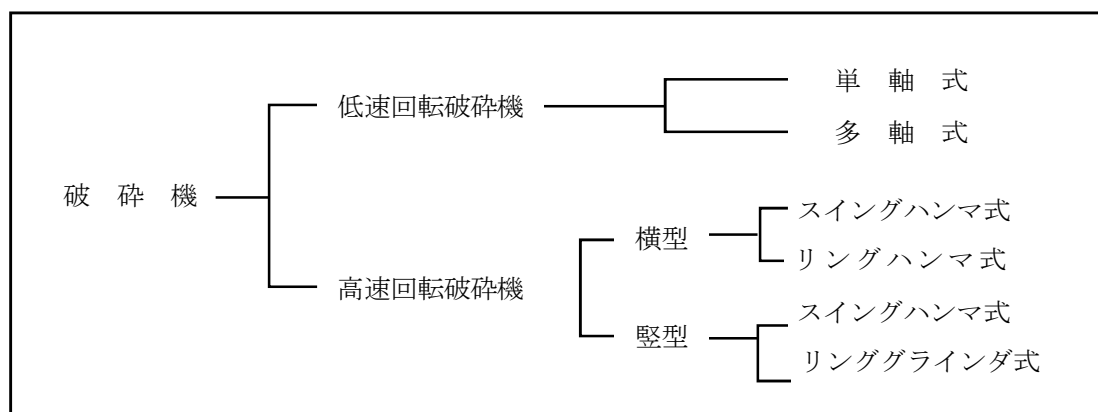 単軸式
低速回転破砕機
多軸式
破砕機
スイングハンマ式
横型
リングハンマ式
高速回転破砕機
スイングハンマ式
竪型
リンググラインダ式